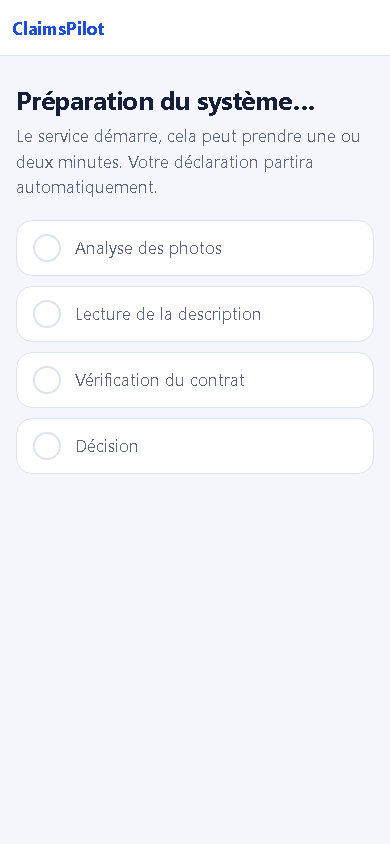 ClaimsPilot
Préparation du système...
Le service démarre, cela peut prendre une ou
deux minutes. Votre déclaration partira
automatiquement.
Analyse des photos
Lecture de la description
Vérification du contrat
Décision